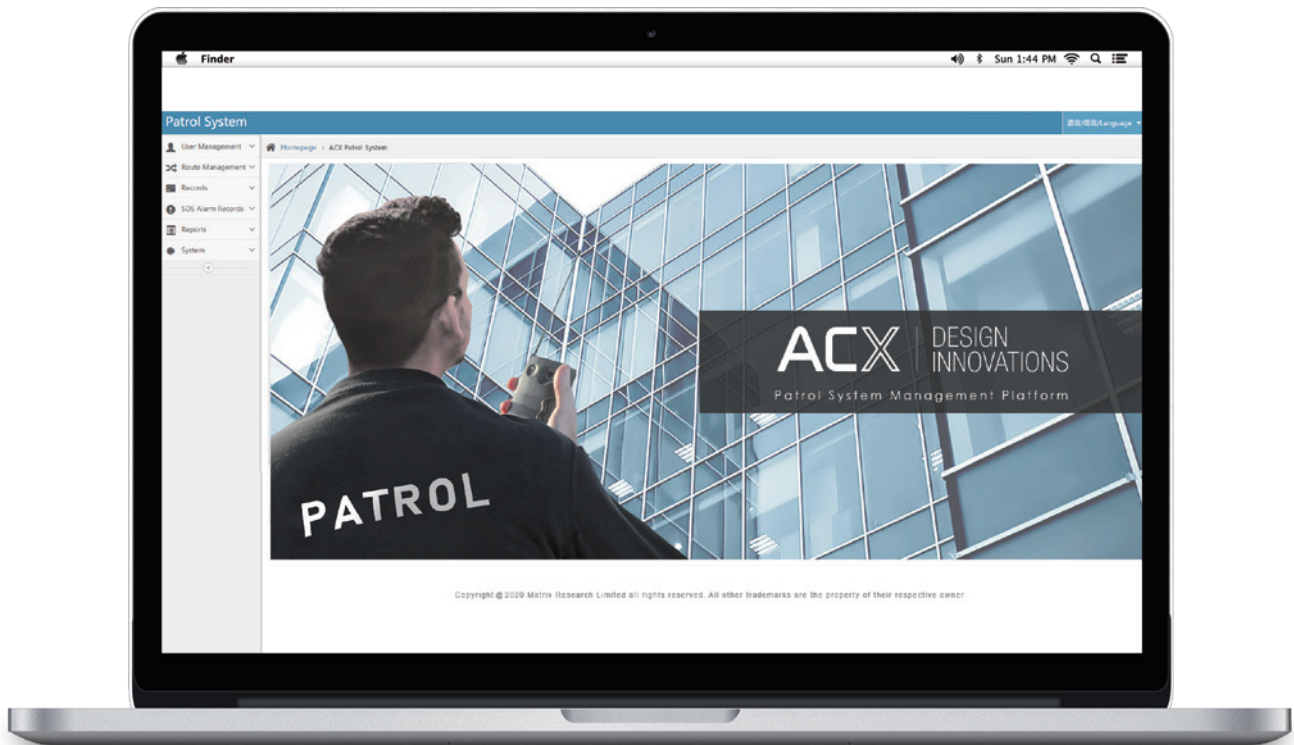 Finder
Sun 1:44 PM
Patrol System
語言/语言/Language
User Management
Homepage > ACX Patrol System
Route Management
Records
SOS Alarm Records
Reports
System
ACX | DESIGN INNOVATIONS
Patrol System Management Platform
PATROL
Copyright @ 2020 Matrix Research Limited all rights reserved. All other trademarks are the property of their respective owner